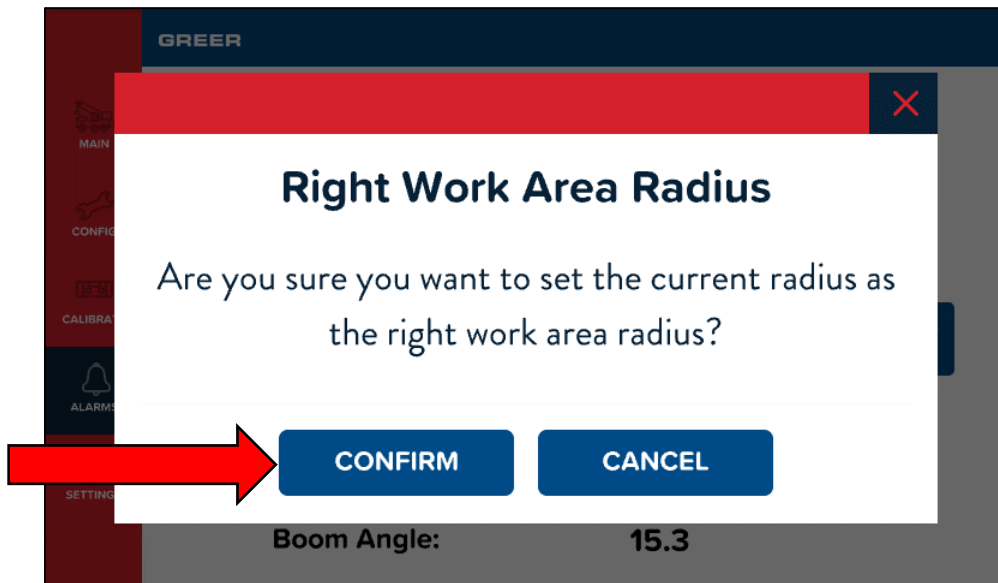 GREER
MAIN
Right Work Area Radius
CONFIG
Are you sure you want to set the current radius as
the right work area radius?
CALIBRA
ALARMS
CONFIRM
CANCEL
SETTING
Boom Angle:
15.3